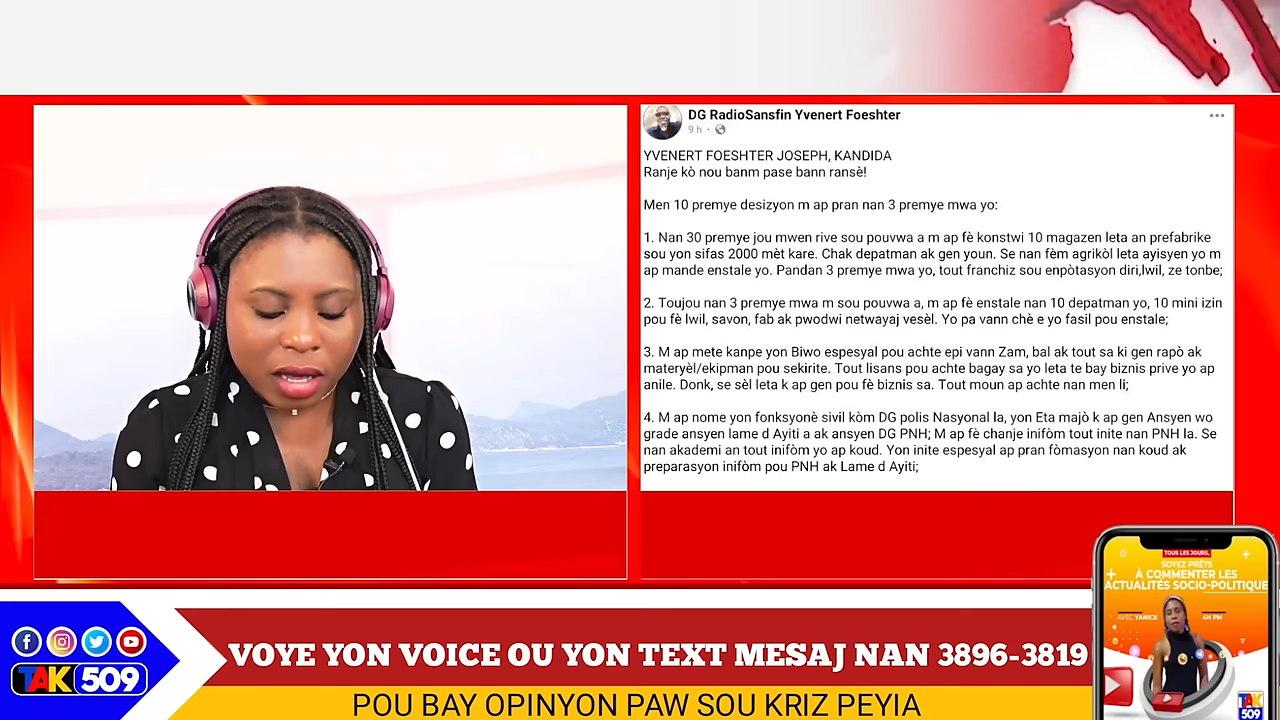 DG RadioSansfin Yvenert Foeshter
9 h ·
YVENERT FOESHTER JOSEPH, KANDIDA
Ranje kò nou banm pase bann ransè!
Men 10 premye desizyon m ap pran nan 3 premye mwa yo:
1. Nan 30 premye jou mwen rive sou pouvwa a m ap fè konstwi 10 magazen leta an prefabrike
sou yon sifas 2000 mèt kare. Chak depatman ak gen youn. Se nan fèm agrikòl leta ayisyen yo m
ap mande enstale yo. Pandan 3 premye mwa yo, tout franchiz sou enpòtasyon diri,lwil, ze tonbe;
2. Toujou nan 3 premye mwa m sou pouvwa a, m ap fè enstale nan 10 depatman yo, 10 mini izin
pou fè lwil, savon, fab ak pwodwi netwayaj vesèl. Yo pa vann chè e yo fasil pou enstale;
3. M ap mete kanpe yon Biwo espesyal pou achte epi vann Zam, bal ak tout sa ki gen rapò ak
materyèl/ekipman pou sekirite. Tout lisans pou achte bagay sa yo leta te bay biznis prive yo ap
anile. Donk, se sèl leta k ap gen pou fè biznis sa. Tout moun ap achte nan men li;
4. M ap nome yon fonksyonè sivil kòm DG polis Nasyonal la, yon Eta majò k ap gen Ansyen wo
grade ansyen lame d Ayiti a ak ansyen DG PNH; M ap fè chanje inifòm tout inite nan PNH la. Se
nan akademi an tout inifòm yo ap koud. Yon inite espesyal ap pran fòmasyon nan koud ak
preparasyon inifòm pou PNH ak Lame d Ayiti;
TOUS LES JOURS,
SOYEZ PRÊTS
À COMMENTER LES
ACTUALITÉS SOCIO-POLITIQUE
AVEC YANICK
4H PM
TAK 509
VOYE YON VOICE OU YON TEXT MESAJ NAN 3896-3819
POU BAY OPINYON PAW SOU KRIZ PEYIA
TAK
509